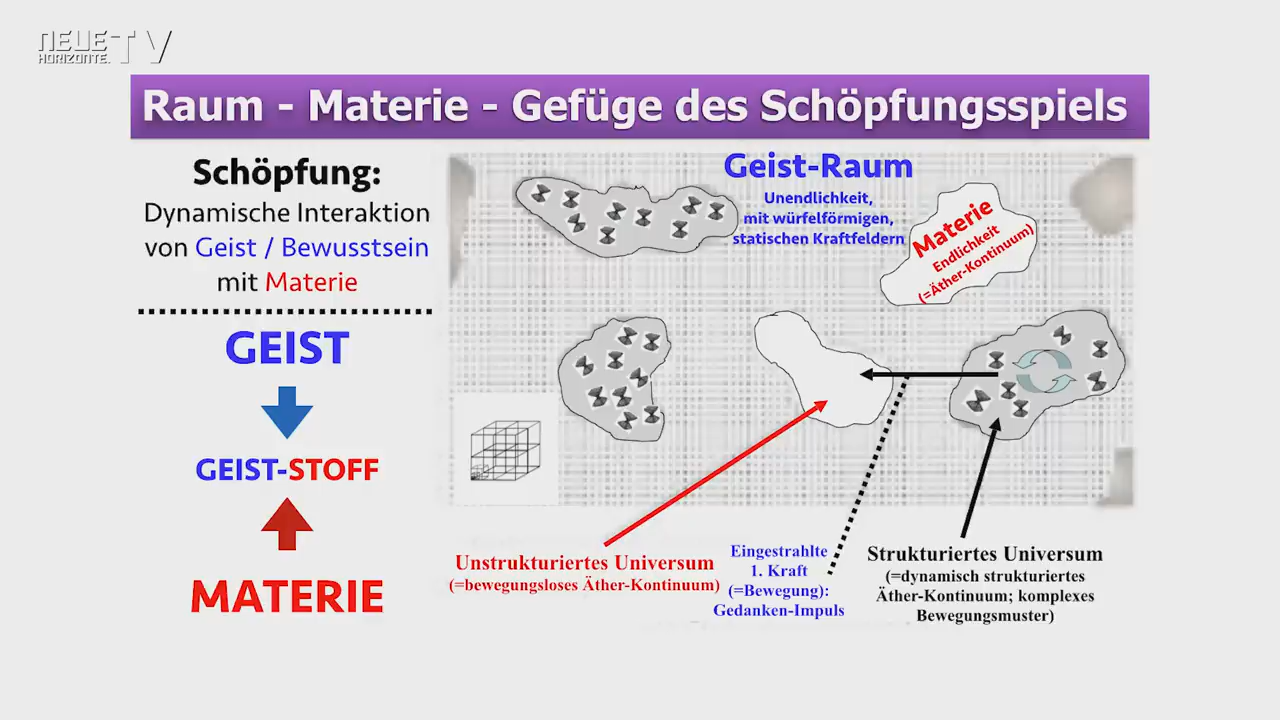 NEUE TV
HORIZONTE.
Raum - Materie - Gefüge des Schöpfungsspiels
Schöpfung:
Dynamische Interaktion
von Geist / Bewusstsein
mit Materie
GEIST
GEIST-STOFF
MATERIE
Geist-Raum
Unendlichkeit,
mit würfelförmigen,
statischen Kraftfeldern
Materie
Endlichkeit
(=Äther-Kontinuum)
Unstrukturiertes Universum
(=bewegungsloses Äther-Kontinuum)
Eingestrahlte
1. Kraft
(=Bewegung):
Gedanken-Impuls
Strukturiertes Universum
(=dynamisch strukturiertes
Äther-Kontinuum; komplexes
Bewegungsmuster)